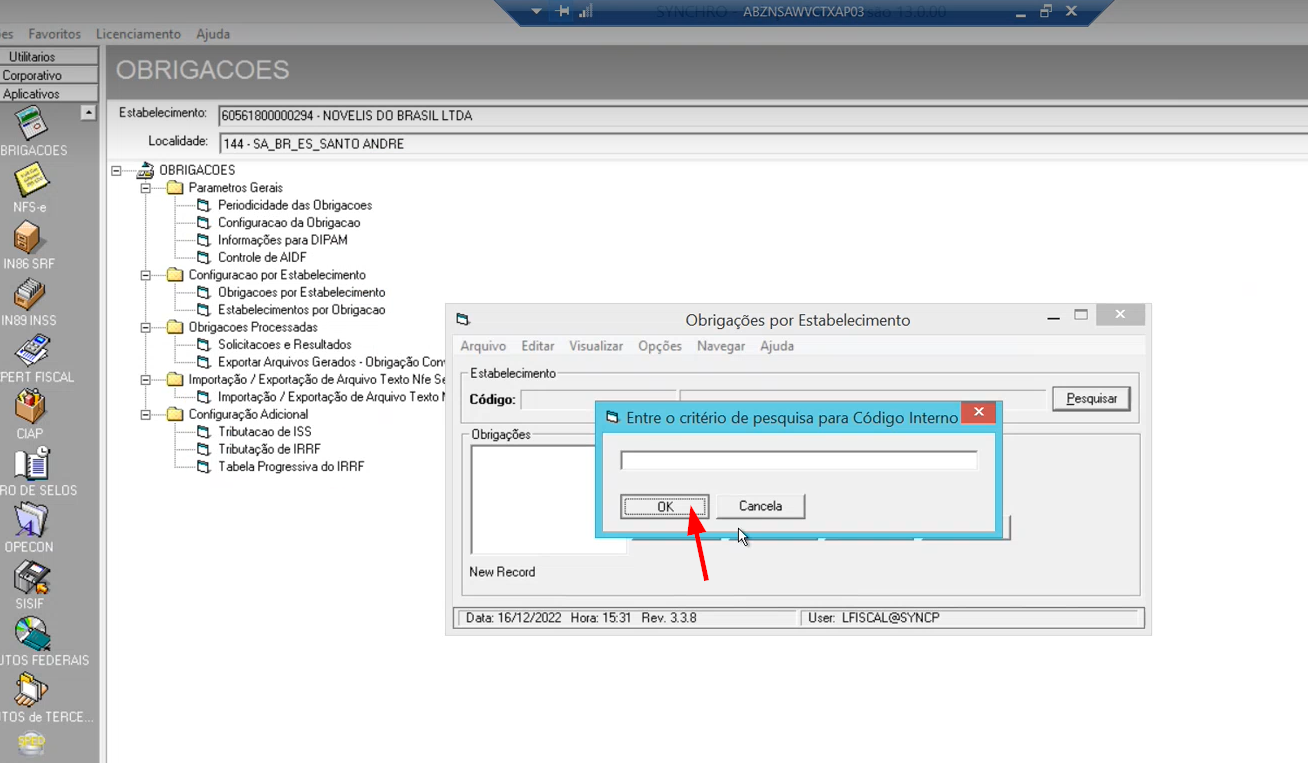 SYNCHRO
ABZNSAWVCTXAP03
são 13.0.00
es Favoritos Licenciamento Ajuda
Utilitarios
Corporativo
Aplicativos
BRIGACOES
NFS-e
IN86 SRF
IN89 INSS
PERT FISCAL
CIAP
RO DE SELOS
OPECON
SISIF
UTOS FEDERAIS
TOS de TERCE...
SPED
OBRIGACOES
Estabelecimento: 60561800000294 - NOVELIS DO BRASIL LTDA
Localidade: 144 - SA_BR_ES_SANTO ANDRE
OBRIGACOES
Parametros Gerais
Periodicidade das Obrigacoes
Configuracao da Obrigacao
Informações para DIPAM
Controle de AIDF
Configuracao por Estabelecimento
Obrigacoes por Estabelecimento
Estabelecimentos por Obrigacao
Obrigacoes Processadas
Solicitacoes e Resultados
Exportar Arquivos Gerados - Obrigação Con
Importação / Exportação de Arquivo Texto Nfe Se
Importação / Exportação de Arquivo Texto N
Configuração Adicional
Tributacao de ISS
Tributação de IRRF
Tabela Progressiva do IRRF
Obrigações por Estabelecimento
Arquivo Editar Visualizar Opções Navegar Ajuda
Estabelecimento
Código: Pesquisar
Obrigações
New Record
Data: 16/12/2022 Hora: 15:31 Rev. 3.3.8 User: LFISCAL@SYNCP
Entre o critério de pesquisa para Código Interno
OK Cancela